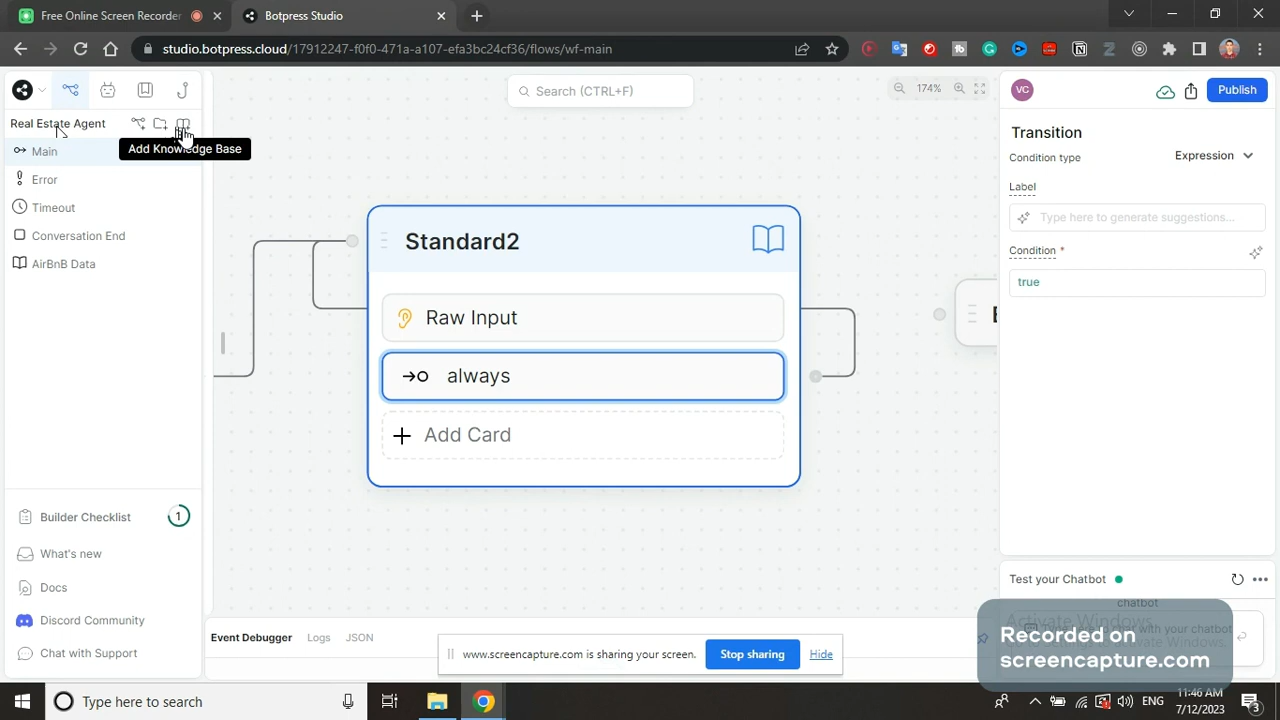 Free Online Screen Recorder
Botpress Studio
studio.botpress.cloud/17912247-f0f0-471a-a107-efa3bc24cf36/flows/wf-main
Search (CTRL+F)
174%
VC
Publish
Real Estate Agent
Add Knowledge Base
Main
Error
Timeout
Conversation End
AirBnB Data
Standard2
Raw Input
always
Add Card
Transition
Condition type
Expression
Label
Type here to generate suggestions...
Condition *
true
Builder Checklist
1
What's new
Docs
Discord Community
Chat with Support
Test your Chatbot
chatbot
Activate Windows
Event Debugger
Logs
JSON
www.screencapture.com is sharing your screen.
Stop sharing
Hide
Recorded on
screencapture.com
Type here to search
ENG
11:46 AM
7/12/2023
3